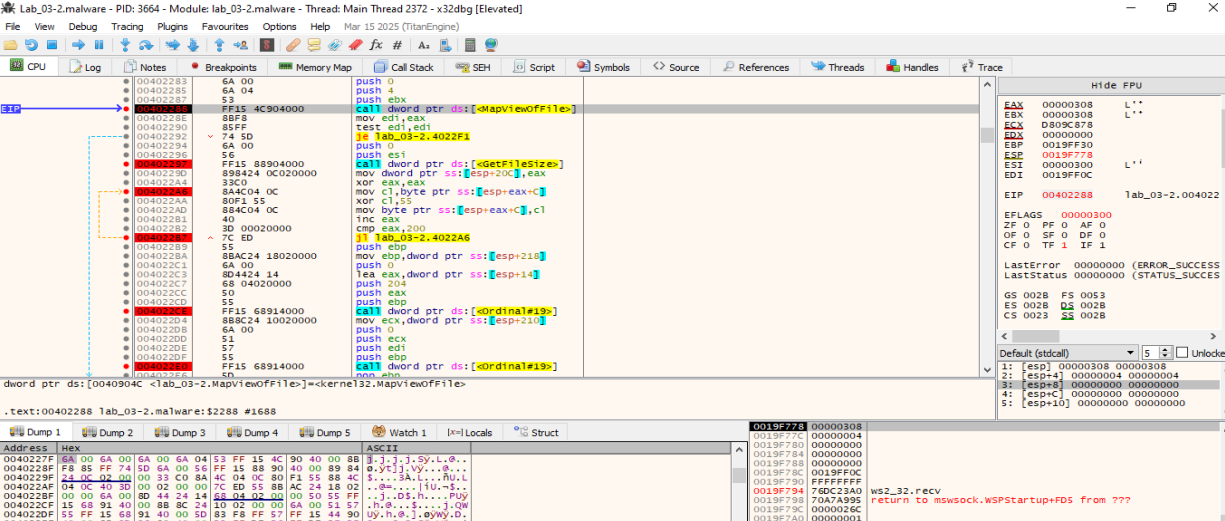 Lab_03-2.malware - PID: 3664 - Module: lab_03-2.malware - Thread: Main Thread 2372 - x32dbg [Elevated]
File View Debug Tracing Plugins Favourites Options Help Mar 15 2025 (TitanEngine)
CPU Log Notes Breakpoints Memory Map Call Stack SEH Script Symbols Source References Threads Handles Trace
00402283 6A 00 push 0
00402285 6A 04 push 4
00402287 53 push ebx
EIP 00402288 FF15 4C904000 call dword ptr ds:[<MapViewOfFile>]
0040228E 8BF8 mov edi,eax
00402290 85FF test edi,edi
00402292 74 5D je lab_03-2.4022F1
00402294 6A 00 push 0
00402296 56 push esi
00402297 FF15 88904000 call dword ptr ds:[<GetFileSize>]
0040229D 898424 0C020000 mov dword ptr ss:[esp+20C],eax
004022A4 33C0 xor eax,eax
004022A6 8A4C04 0C mov cl,byte ptr ss:[esp+eax+C]
004022AA 80F1 55 xor cl,55
004022AD 884C04 0C mov byte ptr ss:[esp+eax+C],cl
004022B1 40 inc eax
004022B2 3D 00020000 cmp eax,200
004022B7 7C ED jl lab_03-2.4022A6
004022B9 55 push ebp
004022BA 8BAC24 18020000 mov ebp,dword ptr ss:[esp+218]
004022C1 6A 00 push 0
004022C3 8D4424 14 lea eax,dword ptr ss:[esp+14]
004022C7 68 04020000 push 204
004022CC 50 push eax
004022CD 55 push ebp
004022CE FF15 68914000 call dword ptr ds:[<Ordinal#19>]
004022D4 8B8C24 10020000 mov ecx,dword ptr ss:[esp+210]
004022DB 6A 00 push 0
004022DD 51 push ecx
004022DE 57 push edi
004022DF 55 push ebp
004022E0 FF15 68914000 call dword ptr ds:[<Ordinal#19>]
004022E6 5D pop ebp
Hide FPU
EAX 00000308 L'
EBX 00000308 L'
ECX D809C878
EDX 00000000
EBP 0019FF30
ESP 0019F778
ESI 00000300 L'
EDI 0019FF0C
EIP 00402288 lab_03-2.004022
EFLAGS 00000300
ZF 0 PF 0 AF 0
OF 0 SF 0 DF 0
CF 0 TF 1 IF 1
LastError 00000000 (ERROR_SUCCESS
LastStatus 00000000 (STATUS_SUCCES
GS 002B FS 0053
ES 002B DS 002B
CS 0023 SS 002B
Default (stdcall) 5 Unlocke
1: [esp] 00000308 00000308
2: [esp+4] 00000004 00000004
3: [esp+8] 00000000 00000000
4: [esp+C] 00000000 00000000
5: [esp+10] 00000000 00000000
dword ptr ds:[0040904C <lab_03-2.MapViewOfFile>]=<kernel32.MapViewOfFile>
.text:00402288 lab_03-2.malware:$2288 #1688
Dump 1 Dump 2 Dump 3 Dump 4 Dump 5 Watch 1 [x=] Locals Struct
Address Hex ASCII
0040227F 6A 00 6A 00 6A 00 6A 04 53 FF 15 4C 90 40 00 8B j.j.j.j.Sÿ.L.@..
0040228F F8 85 FF 74 5D 6A 00 56 FF 15 88 90 40 00 89 84 ø.ÿt]j.Vÿ...@...
0040229F 24 0C 02 00 00 33 C0 8A 4C 04 0C 80 F1 55 88 4C $....3À.L...ñU.L
004022AF 04 0C 40 3D 00 02 00 00 7C ED 55 8B AC 24 18 02 ..@=....|íU.¬$..
004022BF 00 00 6A 00 8D 44 24 14 68 04 02 00 00 50 55 FF ..j..D$.h....PUÿ
004022CF 15 68 91 40 00 8B 8C 24 10 02 00 00 6A 00 51 57 .h.@...$....j.QW
004022DF 55 FF 15 68 91 40 00 5D 83 F8 FF 57 FF 15 44 90 Uÿ.h.@.].øÿWÿ.D.
0019F778 00000308
0019F77C 00000004
0019F780 00000000
0019F784 00000000
0019F788 00000000
0019F78C 0019FF0C
0019F790 FFFFFFFF
0019F794 76DC23A0 ws2_32.recv
0019F798 70A7A995 return to mswsock.WSPStartup+FD5 from ???
0019F79C 0000026C
0019F7A0 00000001